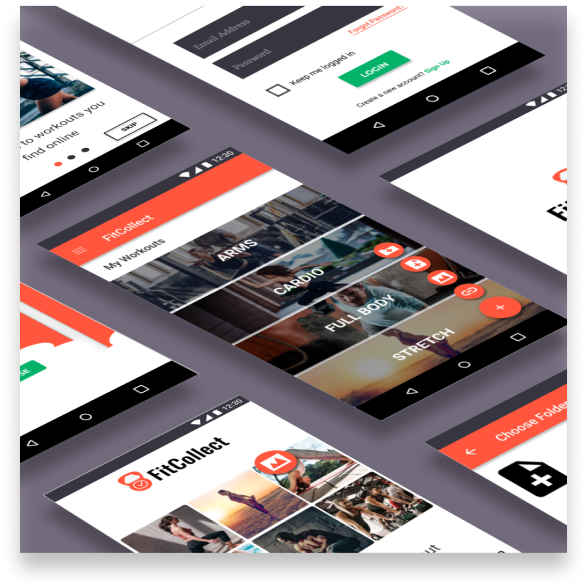 Email Address
Password
Forgot Password?
Keep me logged in
LOGIN
Create a new account? Sign Up
to workouts you
find online
SKIP
12:30
FitCollect
My Workouts
ARMS
CARDIO
FULL BODY
STRETCH
12:30
FitCollect
Choose Folder